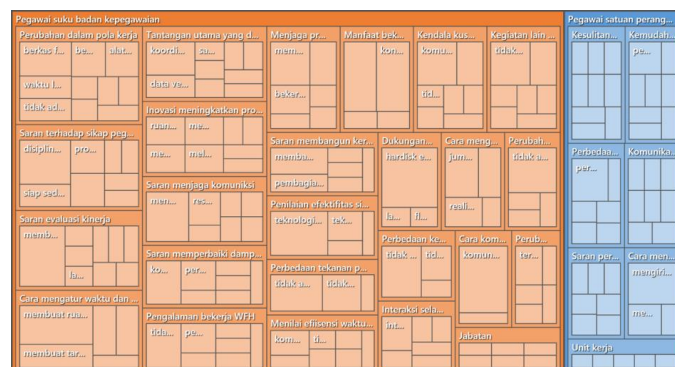 Pegawai suku badan kepegawaian
Perubahan dalam pola kerja
berkas f...
be...
alat...
waktu l...
tidak ad...
Saran terhadap sikap peg...
disiplin...
pro...
siap sed...
Saran evaluasi kinerja
memb...
la...
Cara mengatur waktu dan ...
membuat rua...
membuat tar...
Tantangan utama yang d...
koordi...
su...
data ve...
Inovasi meningkatkan pro...
ruan...
me...
me...
mel...
Saran menjaga komuniksi
men...
res...
Saran memperbaiki damp...
ko...
per...
Pengalaman bekerja WFH
tida...
pe...
Menjaga pr...
mem...
beker...
Manfaat bek...
kon...
Kendala kus...
komu...
tid...
Kegiatan lain ...
tidak...
Saran membangun ker...
memba...
pembagia...
Penilaian efektifitas si...
teknologi...
tek...
Perbedaan tekanan p...
tidak a...
tidak...
Menilai efiisensi waktu...
kom...
ti...
Dukungan...
hardisk e...
la...
fl...
Cara meng...
jum...
reali...
Perubah...
tidak a...
Perbedaan ke...
tidak ...
tid...
Cara kom...
komun...
Perub...
ter...
Interaksi sela...
int...
Jabatan
Pegawai satuan perang...
Kesulitan...
Kemudah...
pe...
Perbedaa...
per...
Komunika...
Saran per...
Cara men...
mengiri...
me...
Unit kerja